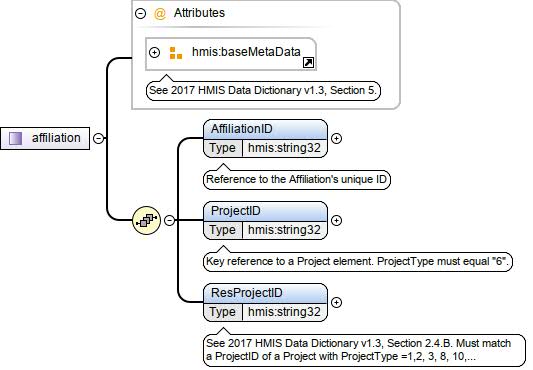 @ Attributes
hmis:baseMetaData
See 2017 HMIS Data Dictionary v1.3, Section 5.
affiliation
AffiliationID
Type hmis:string32
Reference to the Affiliation's unique ID
ProjectID
Type hmis:string32
Key reference to a Project element. ProjectType must equal "6".
ResProjectID
Type hmis:string32
See 2017 HMIS Data Dictionary v1.3, Section 2.4.B. Must match
a ProjectID of a Project with ProjectType =1,2, 3, 8, 10,...